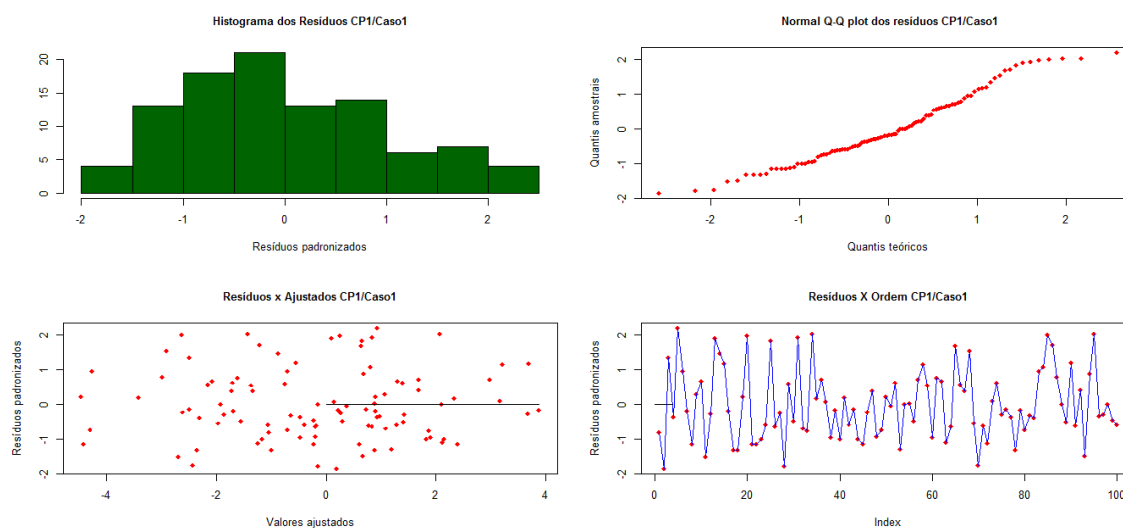 Histograma dos Resíduos CP1/Caso1
20
15
10
5
0
-2 -1 0 1 2
Resíduos padronizados
Normal Q-Q plot dos resíduos CP1/Caso1
Quantis amostrais
2
1
0
-1
-2
-2 -1 0 1 2
Quantis teóricos
Resíduos x Ajustados CP1/Caso1
Resíduos padronizados
2
1
0
-1
-2
-4 -2 0 2 4
Valores ajustados
Resíduos X Ordem CP1/Caso1
Resíduos padronizados
2
1
0
-1
-2
0 20 40 60 80 100
Index